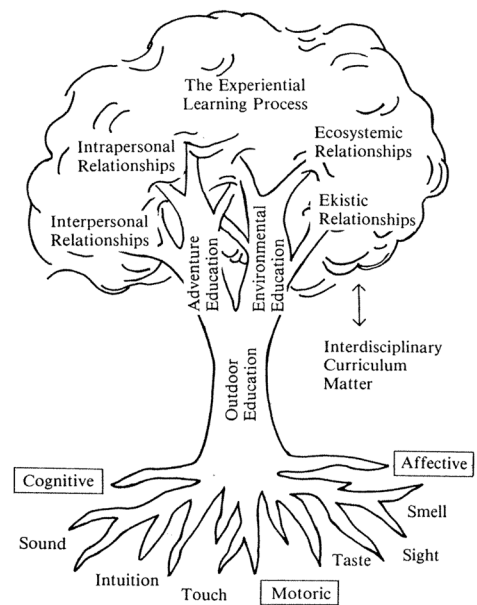 The Experiential
Learning Process
Intrapersonal
Relationships
Ecosystemic
Relationships
Interpersonal
Relationships
Ekistic
Relationships
Adventure
Education
Environmental
Education
Interdisciplinary
Curriculum
Matter
Outdoor
Education
Cognitive
Affective
Smell
Sound
Sight
Taste
Intuition
Touch
Motoric